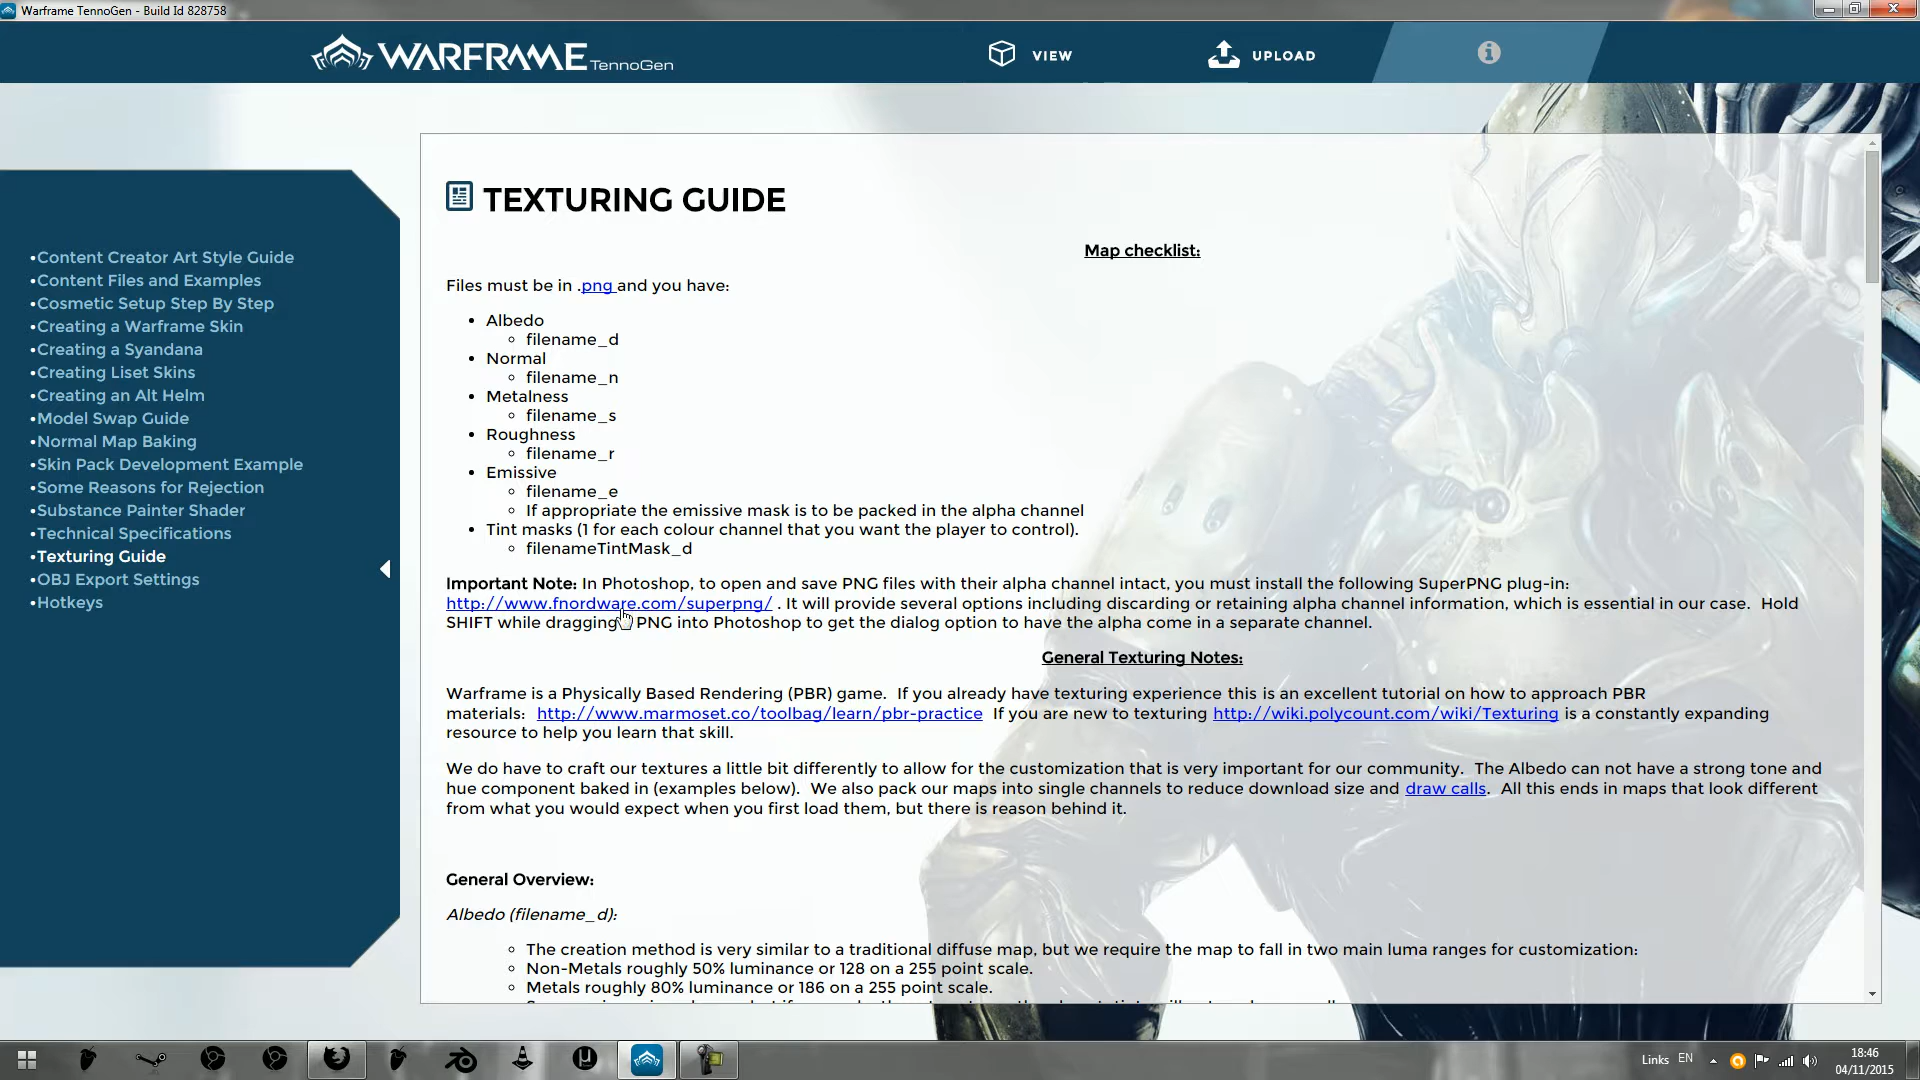 Warframe TennoGen - Build Id 828758
WARFRAME TennoGen
VIEW
UPLOAD
•Content Creator Art Style Guide
•Content Files and Examples
•Cosmetic Setup Step By Step
•Creating a Warframe Skin
•Creating a Syandana
•Creating Liset Skins
•Creating an Alt Helm
•Model Swap Guide
•Normal Map Baking
•Skin Pack Development Example
•Some Reasons for Rejection
•Substance Painter Shader
•Technical Specifications
•Texturing Guide
•OBJ Export Settings
•Hotkeys
TEXTURING GUIDE
Map checklist:
Files must be in .png and you have:
• Albedo
◦ filename_d
• Normal
◦ filename_n
• Metalness
◦ filename_s
• Roughness
◦ filename_r
• Emissive
◦ filename_e
◦ If appropriate the emissive mask is to be packed in the alpha channel
• Tint masks (1 for each colour channel that you want the player to control).
◦ filenameTintMask_d
Important Note: In Photoshop, to open and save PNG files with their alpha channel intact, you must install the following SuperPNG plug-in:
http://www.fnordware.com/superpng/ . It will provide several options including discarding or retaining alpha channel information, which is essential in our case. Hold
SHIFT while dragging PNG into Photoshop to get the dialog option to have the alpha come in a separate channel.
General Texturing Notes:
Warframe is a Physically Based Rendering (PBR) game. If you already have texturing experience this is an excellent tutorial on how to approach PBR
materials: http://www.marmoset.co/toolbag/learn/pbr-practice If you are new to texturing http://wiki.polycount.com/wiki/Texturing is a constantly expanding
resource to help you learn that skill.
We do have to craft our textures a little bit differently to allow for the customization that is very important for our community. The Albedo can not have a strong tone and
hue component baked in (examples below). We also pack our maps into single channels to reduce download size and draw calls. All this ends in maps that look different
from what you would expect when you first load them, but there is reason behind it.
General Overview:
Albedo (filename_d):
◦ The creation method is very similar to a traditional diffuse map, but we require the map to fall in two main luma ranges for customization:
◦ Non-Metals roughly 50% luminance or 128 on a 255 point scale.
◦ Metals roughly 80% luminance or 186 on a 255 point scale.
Links EN
18:46
04/11/2015